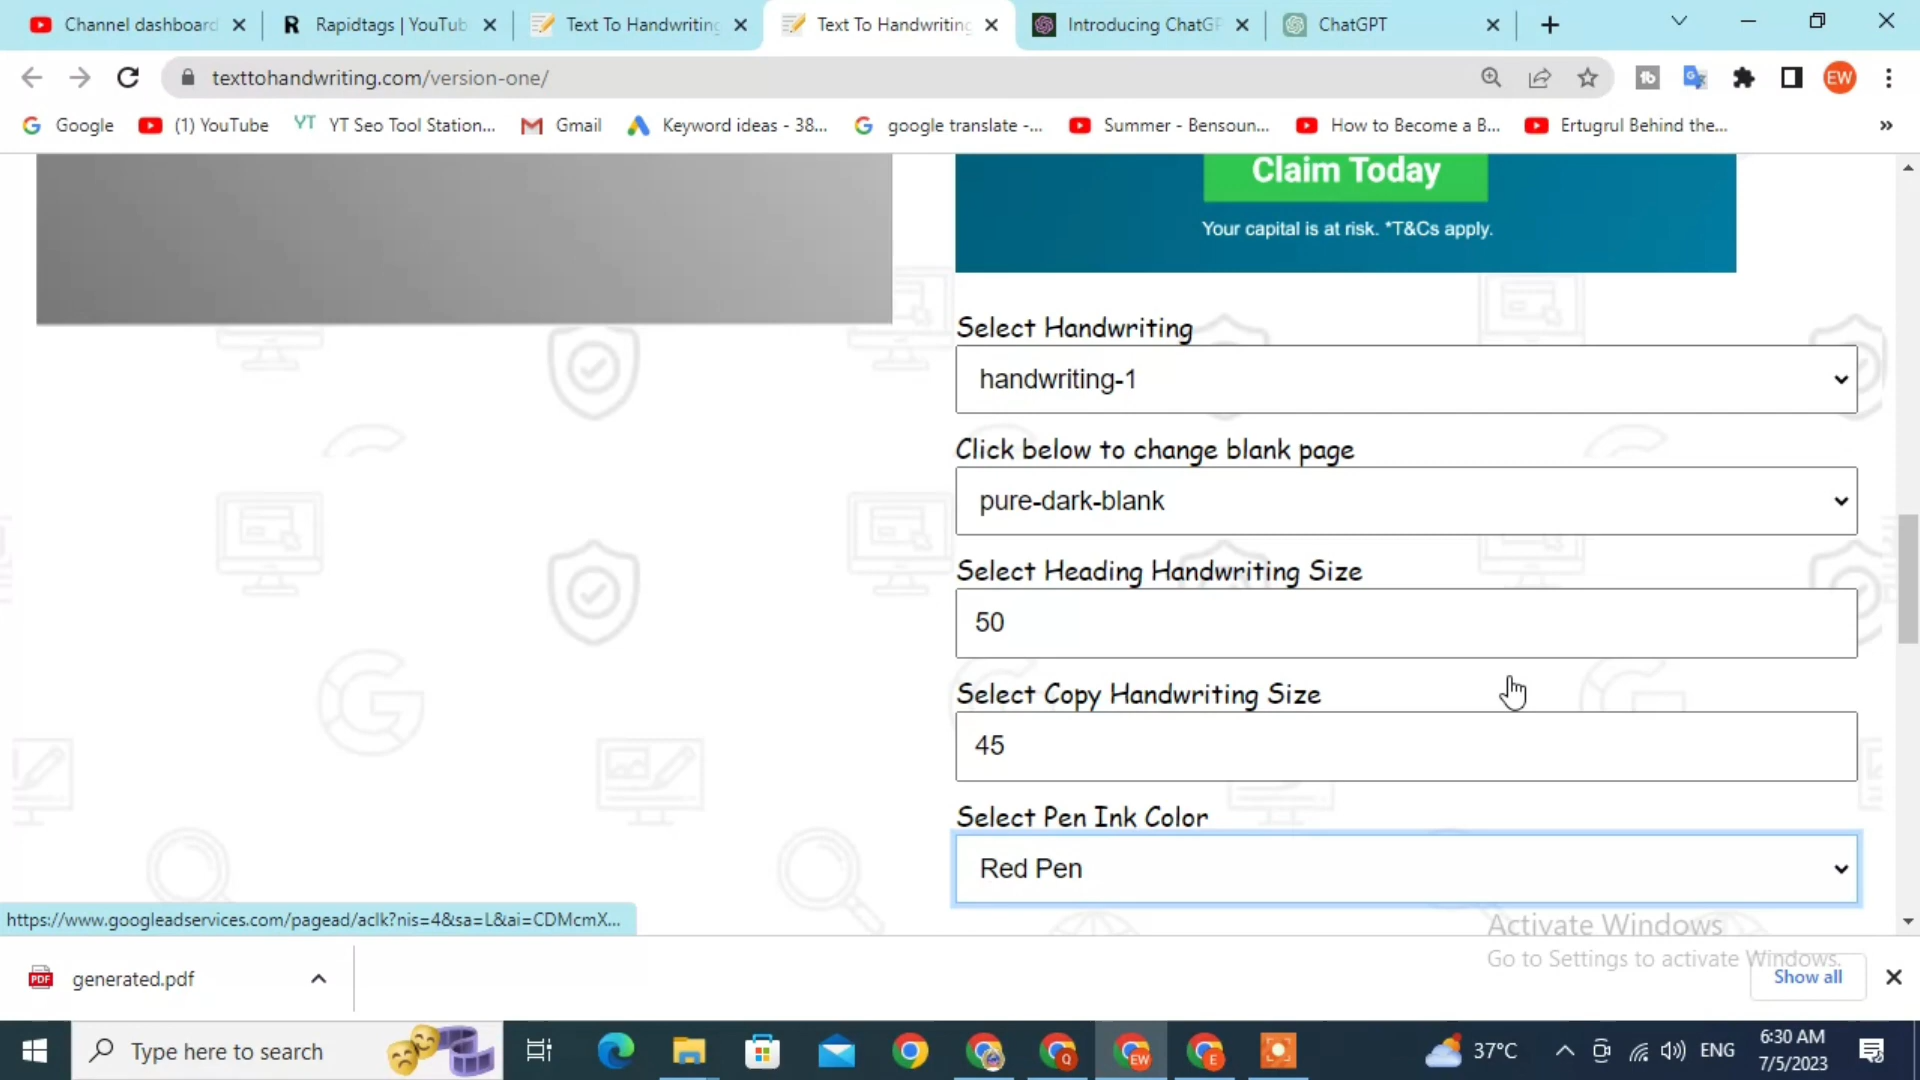 Channel dashboard
Rapidtags | YouTub
Text To Handwriting
Text To Handwriting
Introducing ChatGP
ChatGPT
texttohandwriting.com/version-one/
EW
Google
(1) YouTube
YT YT Seo Tool Station...
Gmail
Keyword ideas - 38...
google translate -...
Summer - Bensoun...
How to Become a B...
Ertugrul Behind the...
Claim Today
Your capital is at risk. *T&Cs apply.
Select Handwriting
handwriting-1
Click below to change blank page
pure-dark-blank
Select Heading Handwriting Size
50
Select Copy Handwriting Size
45
Select Pen Ink Color
Red Pen
https://www.googleadservices.com/pagead/aclk?nis=4&sa=L&ai=CDMcmX...
Activate Windows
Go to Settings to activate Windows.
generated.pdf
Show all
Type here to search
37°C
ENG
6:30 AM
7/5/2023